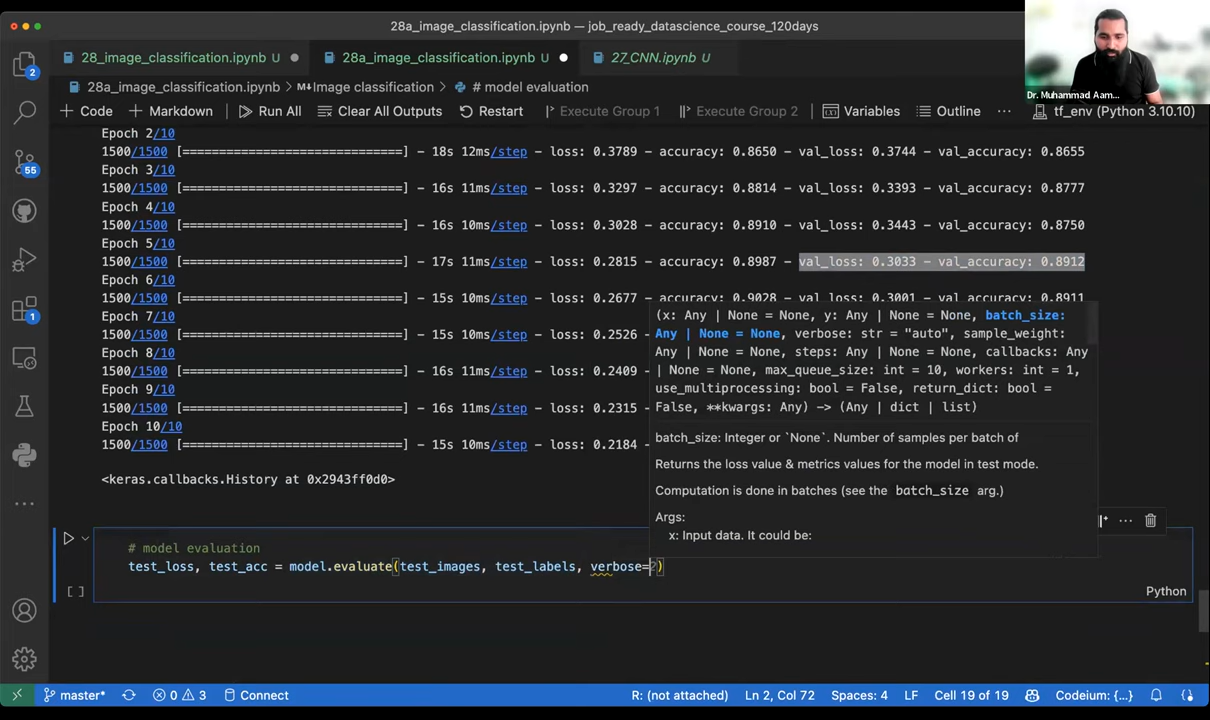 28a_image_classification.ipynb — job_ready_datascience_course_120days
28_image_classification.ipynb U
28a_image_classification.ipynb U
27_CNN.ipynb U
28a_image_classification.ipynb > M↓Image classification > # model evaluation
+ Code + Markdown Run All Clear All Outputs Restart Execute Group 1 Execute Group 2 Variables Outline ... tf_env (Python 3.10.10)
Dr. Muhammad Aam...
2
55
1
Epoch 2/10
1500/1500 [==============================] - 18s 12ms/step - loss: 0.3789 - accuracy: 0.8650 - val_loss: 0.3744 - val_accuracy: 0.8655
Epoch 3/10
1500/1500 [==============================] - 16s 11ms/step - loss: 0.3297 - accuracy: 0.8814 - val_loss: 0.3393 - val_accuracy: 0.8777
Epoch 4/10
1500/1500 [==============================] - 16s 10ms/step - loss: 0.3028 - accuracy: 0.8910 - val_loss: 0.3443 - val_accuracy: 0.8750
Epoch 5/10
1500/1500 [==============================] - 17s 11ms/step - loss: 0.2815 - accuracy: 0.8987 - val_loss: 0.3033 - val_accuracy: 0.8912
Epoch 6/10
1500/1500 [==============================] - 15s 10ms/step - loss: 0.2677 - accuracy: 0.9028 - val_loss: 0.3001 - val_accuracy: 0.8911
Epoch 7/10
1500/1500 [==============================] - 15s 10ms/step - loss: 0.2526
Epoch 8/10
1500/1500 [==============================] - 16s 11ms/step - loss: 0.2409
Epoch 9/10
1500/1500 [==============================] - 16s 11ms/step - loss: 0.2315
Epoch 10/10
1500/1500 [==============================] - 15s 10ms/step - loss: 0.2184
<keras.callbacks.History at 0x2943ff0d0>
(x: Any | None = None, y: Any | None = None, batch_size:
Any | None = None, verbose: str = "auto", sample_weight:
Any | None = None, steps: Any | None = None, callbacks: Any
| None = None, max_queue_size: int = 10, workers: int = 1,
use_multiprocessing: bool = False, return_dict: bool =
False, **kwargs: Any) -> (Any | dict | list)
batch_size: Integer or `None`. Number of samples per batch of
Returns the loss value & metrics values for the model in test mode.
Computation is done in batches (see the batch_size arg.)
Args:
x: Input data. It could be:
# model evaluation
test_loss, test_acc = model.evaluate(test_images, test_labels, verbose=2)
[ ]
Python
master* 0 3 Connect R: (not attached) Ln 2, Col 72 Spaces: 4 LF Cell 19 of 19 Codeium: {...}